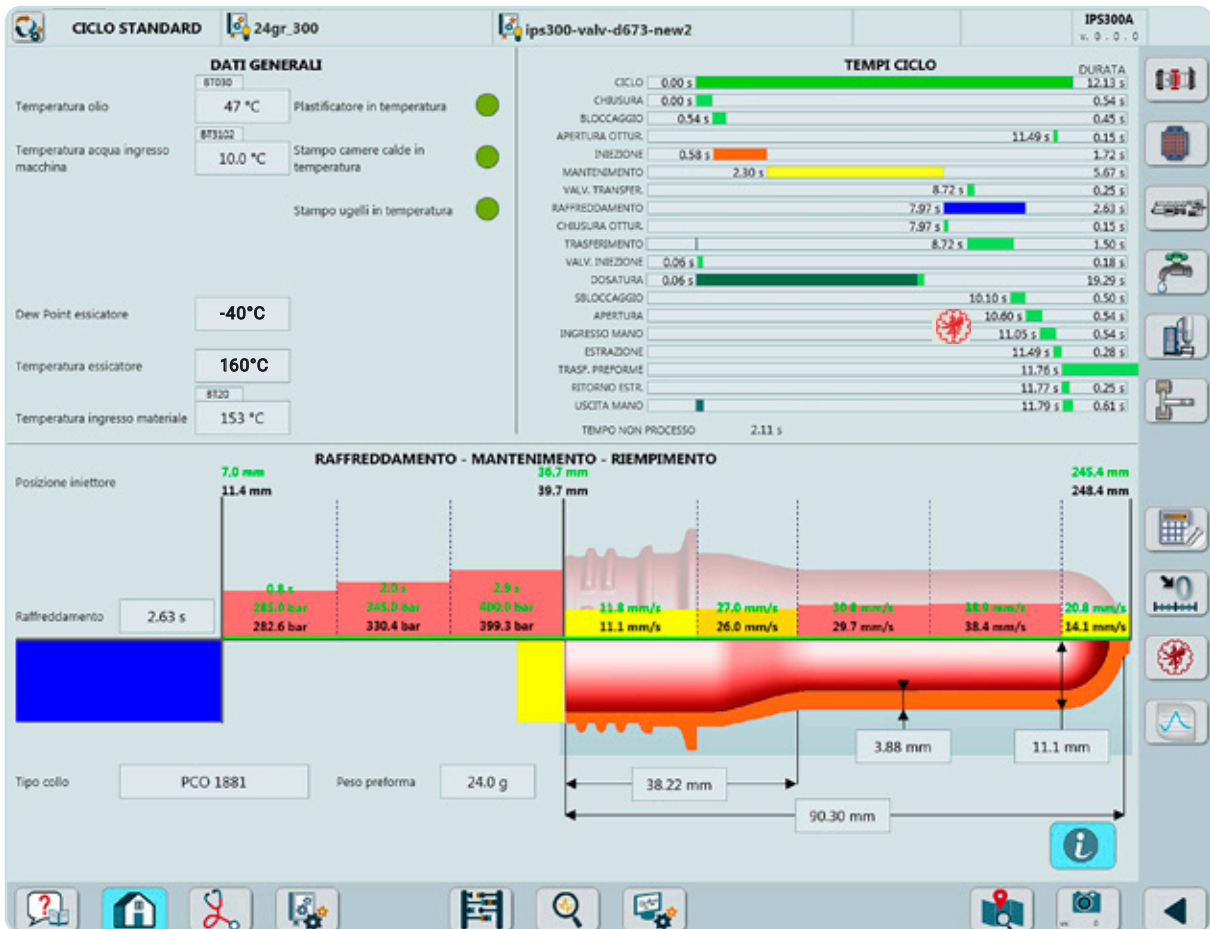 CICLO STANDARD
24gr_300
ips300-valv-d673-new2
IPS300A
v. 0 . 0 . 0
DATI GENERALI
BT030
Temperatura olio
47 °C
Plastificatore in temperatura
BT3102
Temperatura acqua ingresso macchina
10.0 °C
Stampo camere calde in temperatura
Stampo ugelli in temperatura
Dew Point essicatore
-40°C
Temperatura essicatore
160°C
BT20
Temperatura ingresso materiale
153 °C
TEMPI CICLO
DURATA
CICLO 0.00 s 12.13 s
CHIUSURA 0.00 s 0.54 s
BLOCCAGGIO 0.54 s 0.45 s
APERTURA OTTUR. 11.49 s 0.15 s
INIEZIONE 0.58 s 1.72 s
MANTENIMENTO 2.30 s 5.67 s
VALV. TRANSFER. 8.72 s 0.25 s
RAFFREDDAMENTO 7.97 s 2.63 s
CHIUSURA OTTUR. 7.97 s 0.15 s
TRASFERIMENTO 8.72 s 1.50 s
VALV. INIEZIONE 0.06 s 0.18 s
DOSATURA 0.06 s 19.29 s
SBLOCCAGGIO 10.10 s 0.50 s
APERTURA 10.60 s 0.54 s
INGRESSO MANO 11.05 s 0.54 s
ESTRAZIONE 11.49 s 0.28 s
TRASF. PREFORME 11.76 s
RITORNO ESTR. 11.77 s 0.25 s
USCITA MANO 11.79 s 0.61 s
TEMPO NON PROCESSO 2.11 s
RAFFREDDAMENTO - MANTENIMENTO - RIEMPIMENTO
Posizione iniettore
7.0 mm 36.7 mm 245.4 mm
11.4 mm 39.7 mm 248.4 mm
0.8 s 2.0 s 2.9 s
285.0 bar 345.0 bar 400.0 bar 11.8 mm/s 27.0 mm/s 30.8 mm/s 38.9 mm/s 20.8 mm/s
Raffreddamento 2.63 s
282.6 bar 330.4 bar 399.3 bar 11.1 mm/s 26.0 mm/s 29.7 mm/s 38.4 mm/s 14.1 mm/s
3.88 mm
11.1 mm
Tipo collo
PCO 1881
Peso preforma
24.0 g
38.22 mm
90.30 mm